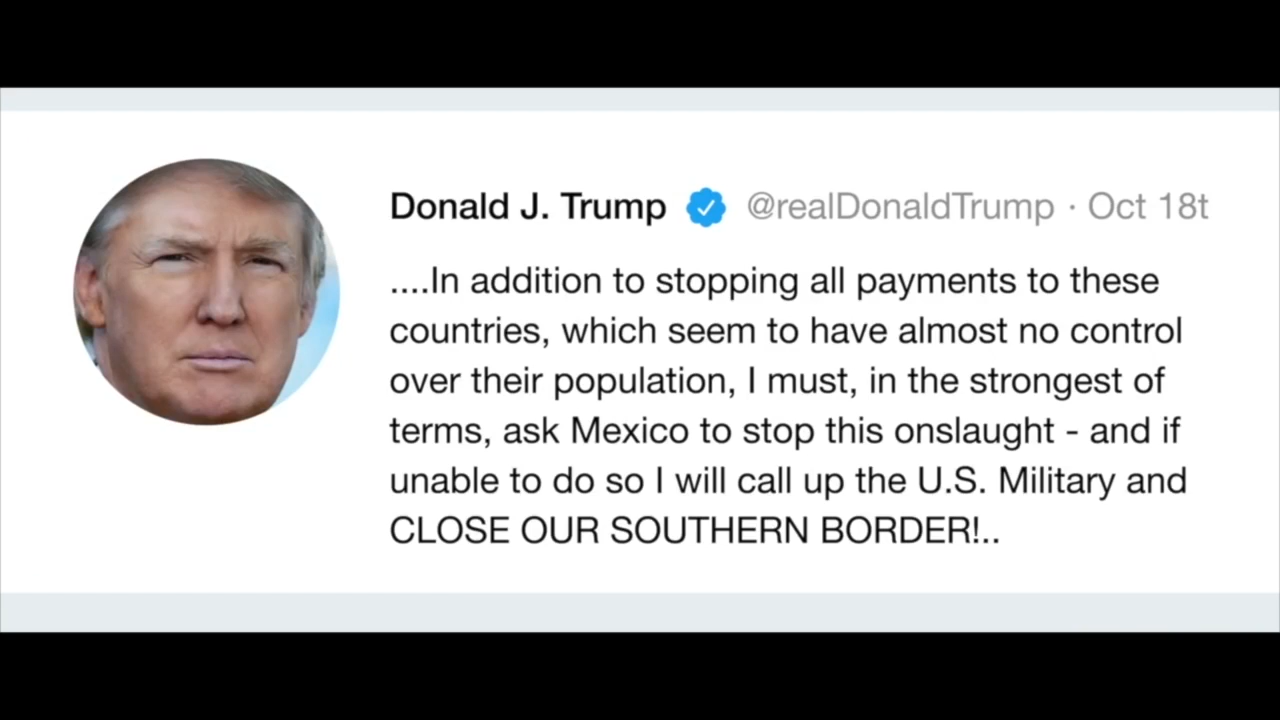 Donald J. Trump @realDonaldTrump · Oct 18t
....In addition to stopping all payments to these
countries, which seem to have almost no control
over their population, I must, in the strongest of
terms, ask Mexico to stop this onslaught - and if
unable to do so I will call up the U.S. Military and
CLOSE OUR SOUTHERN BORDER!..